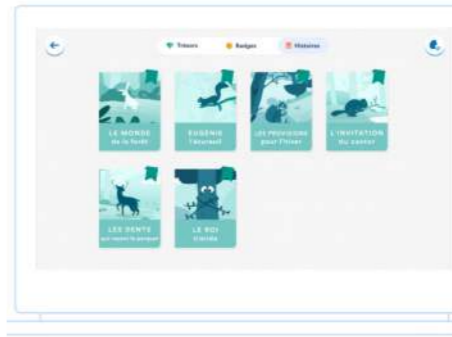 Trésors
Badges
Histoires
LE MONDE
de la forêt
EUGÉNIE
l'écureuil
LES PROVISIONS
pour l'hiver
L'INVITATION
du castor
LES DENTS
qui
LE ROI